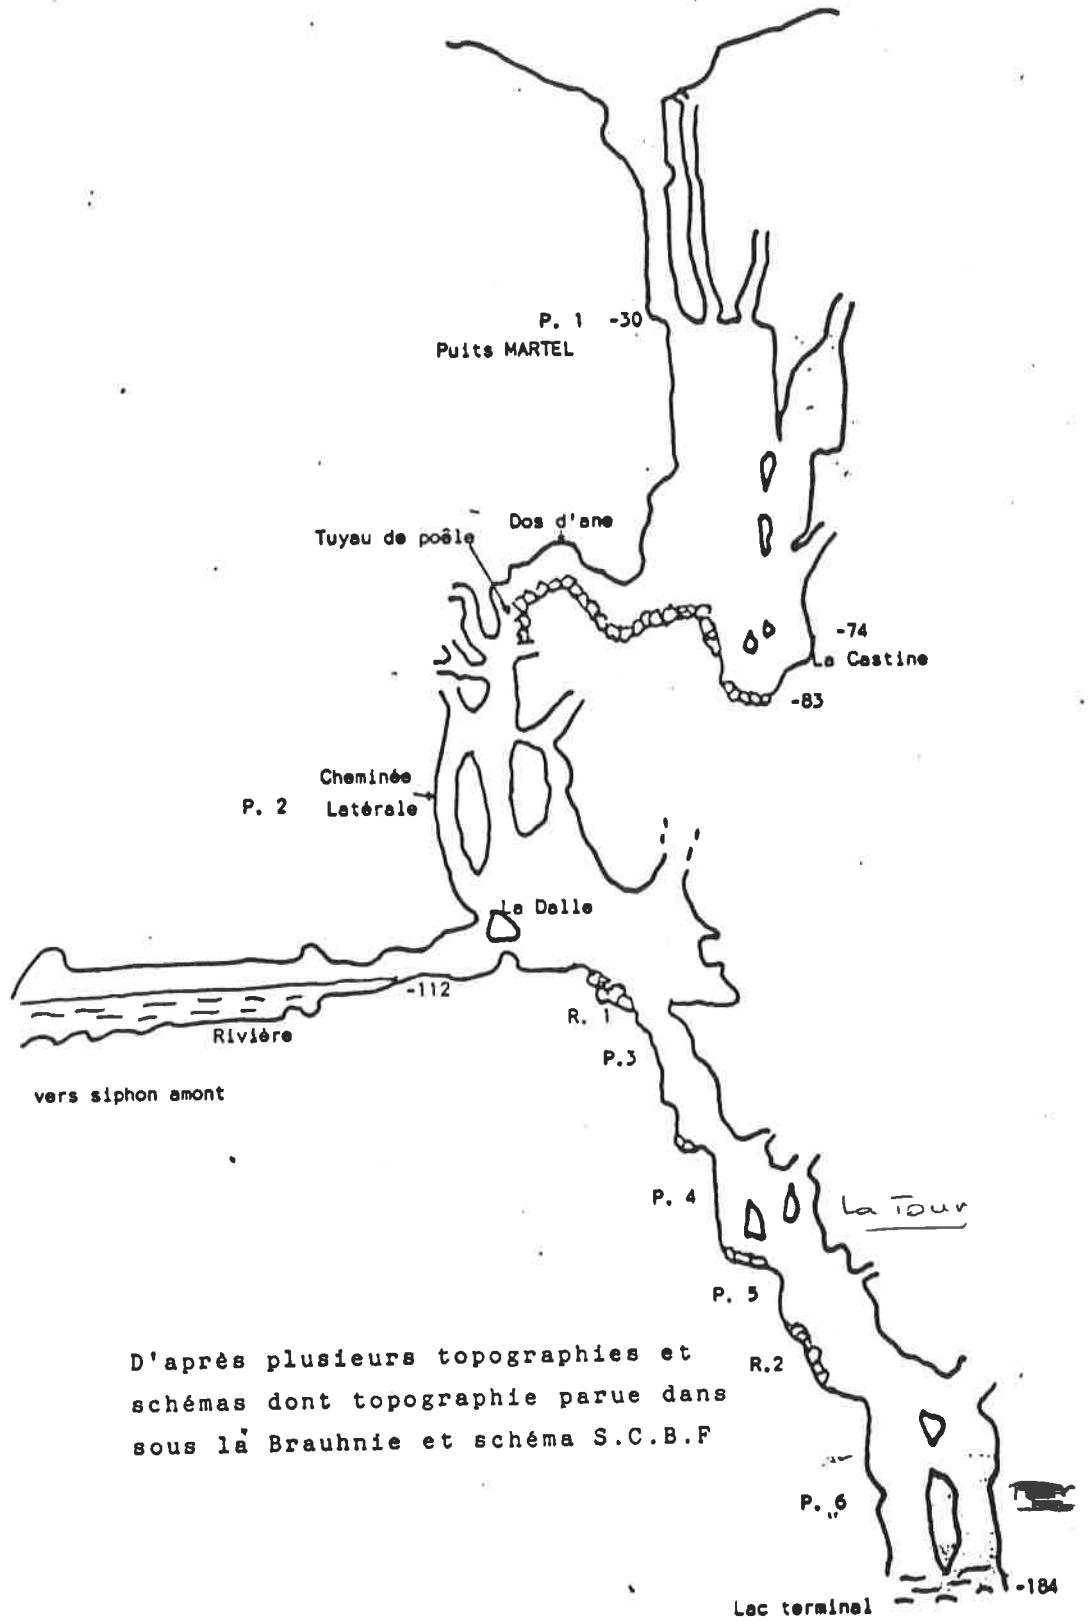 P. 1 -30
Puits MARTEL
Dos d'ane
Tuyau de poêle
-74
La Castine
-83
Cheminée
P. 2 Latérale
La Dalle
-112
R. 1
Rivière
P.3
vers siphon amont
P. 4
La Tour
P. 5
D'après plusieurs topographies et
schémas dont topographie parue dans
sous la Brauhnie et schéma S.C.B.F
R.2
P. 6
-184
Lac terminal